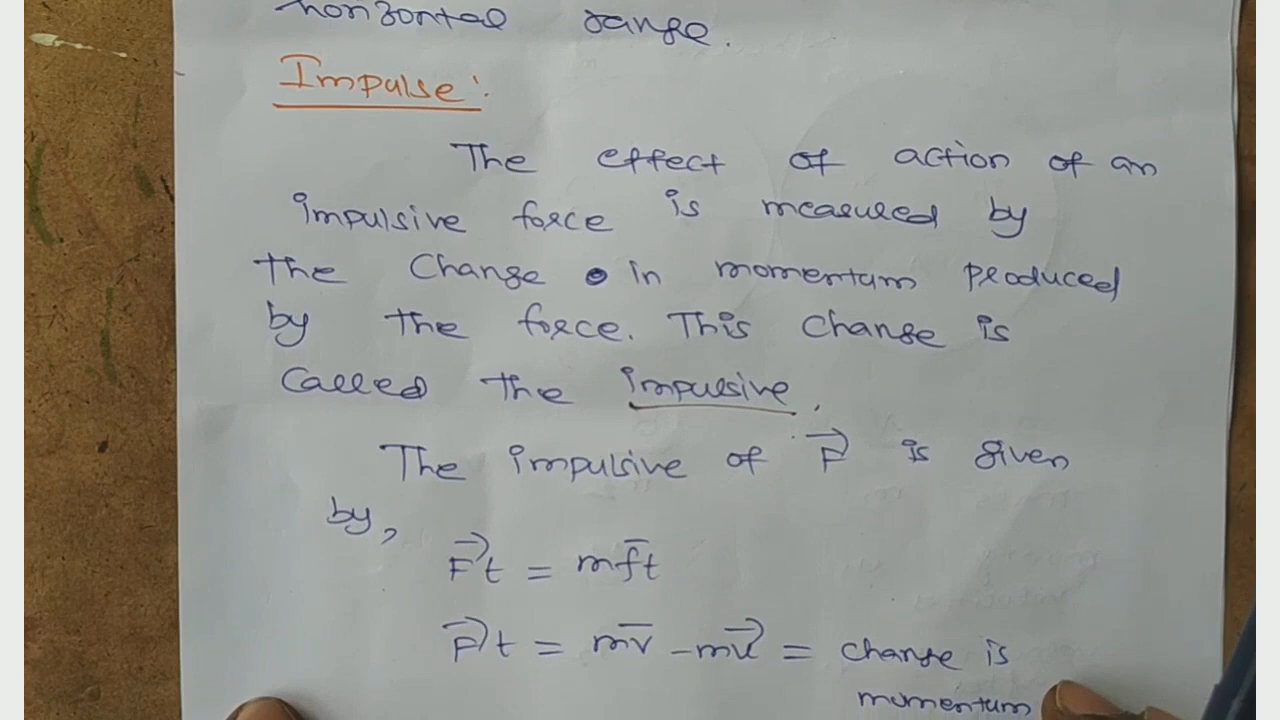 horizontal range.
Impulse:
The effect of action of an
impulsive force is measured by
the change in momentum produced
by the force. This change is
called the impulsive.
The impulsive of F⃗ is given
by,
F⃗t = mf̄t
F⃗t = mv̄ - mu⃗ = change is
momentum